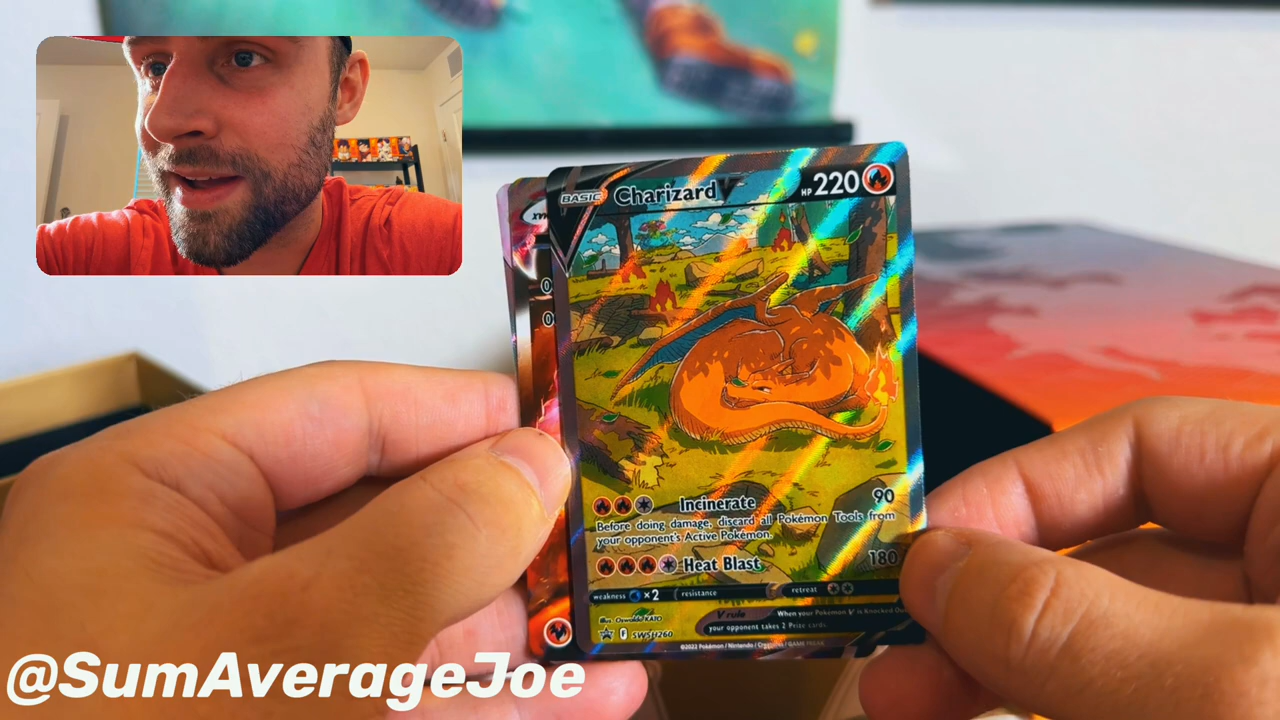 BASIC Charizard V HP 220
Incinerate 90
Before doing damage, discard all Pokémon Tools from
your opponent's Active Pokémon.
Heat Blast 180
weakness ×2 resistance retreat
Illus. Oswaldo KATO
V rule When your Pokémon V is Knocked Out,
your opponent takes 2 Prize cards.
F SWSH260
©2022 Pokémon / Nintendo / Creatures / GAME FREAK
@SumAverageJoe